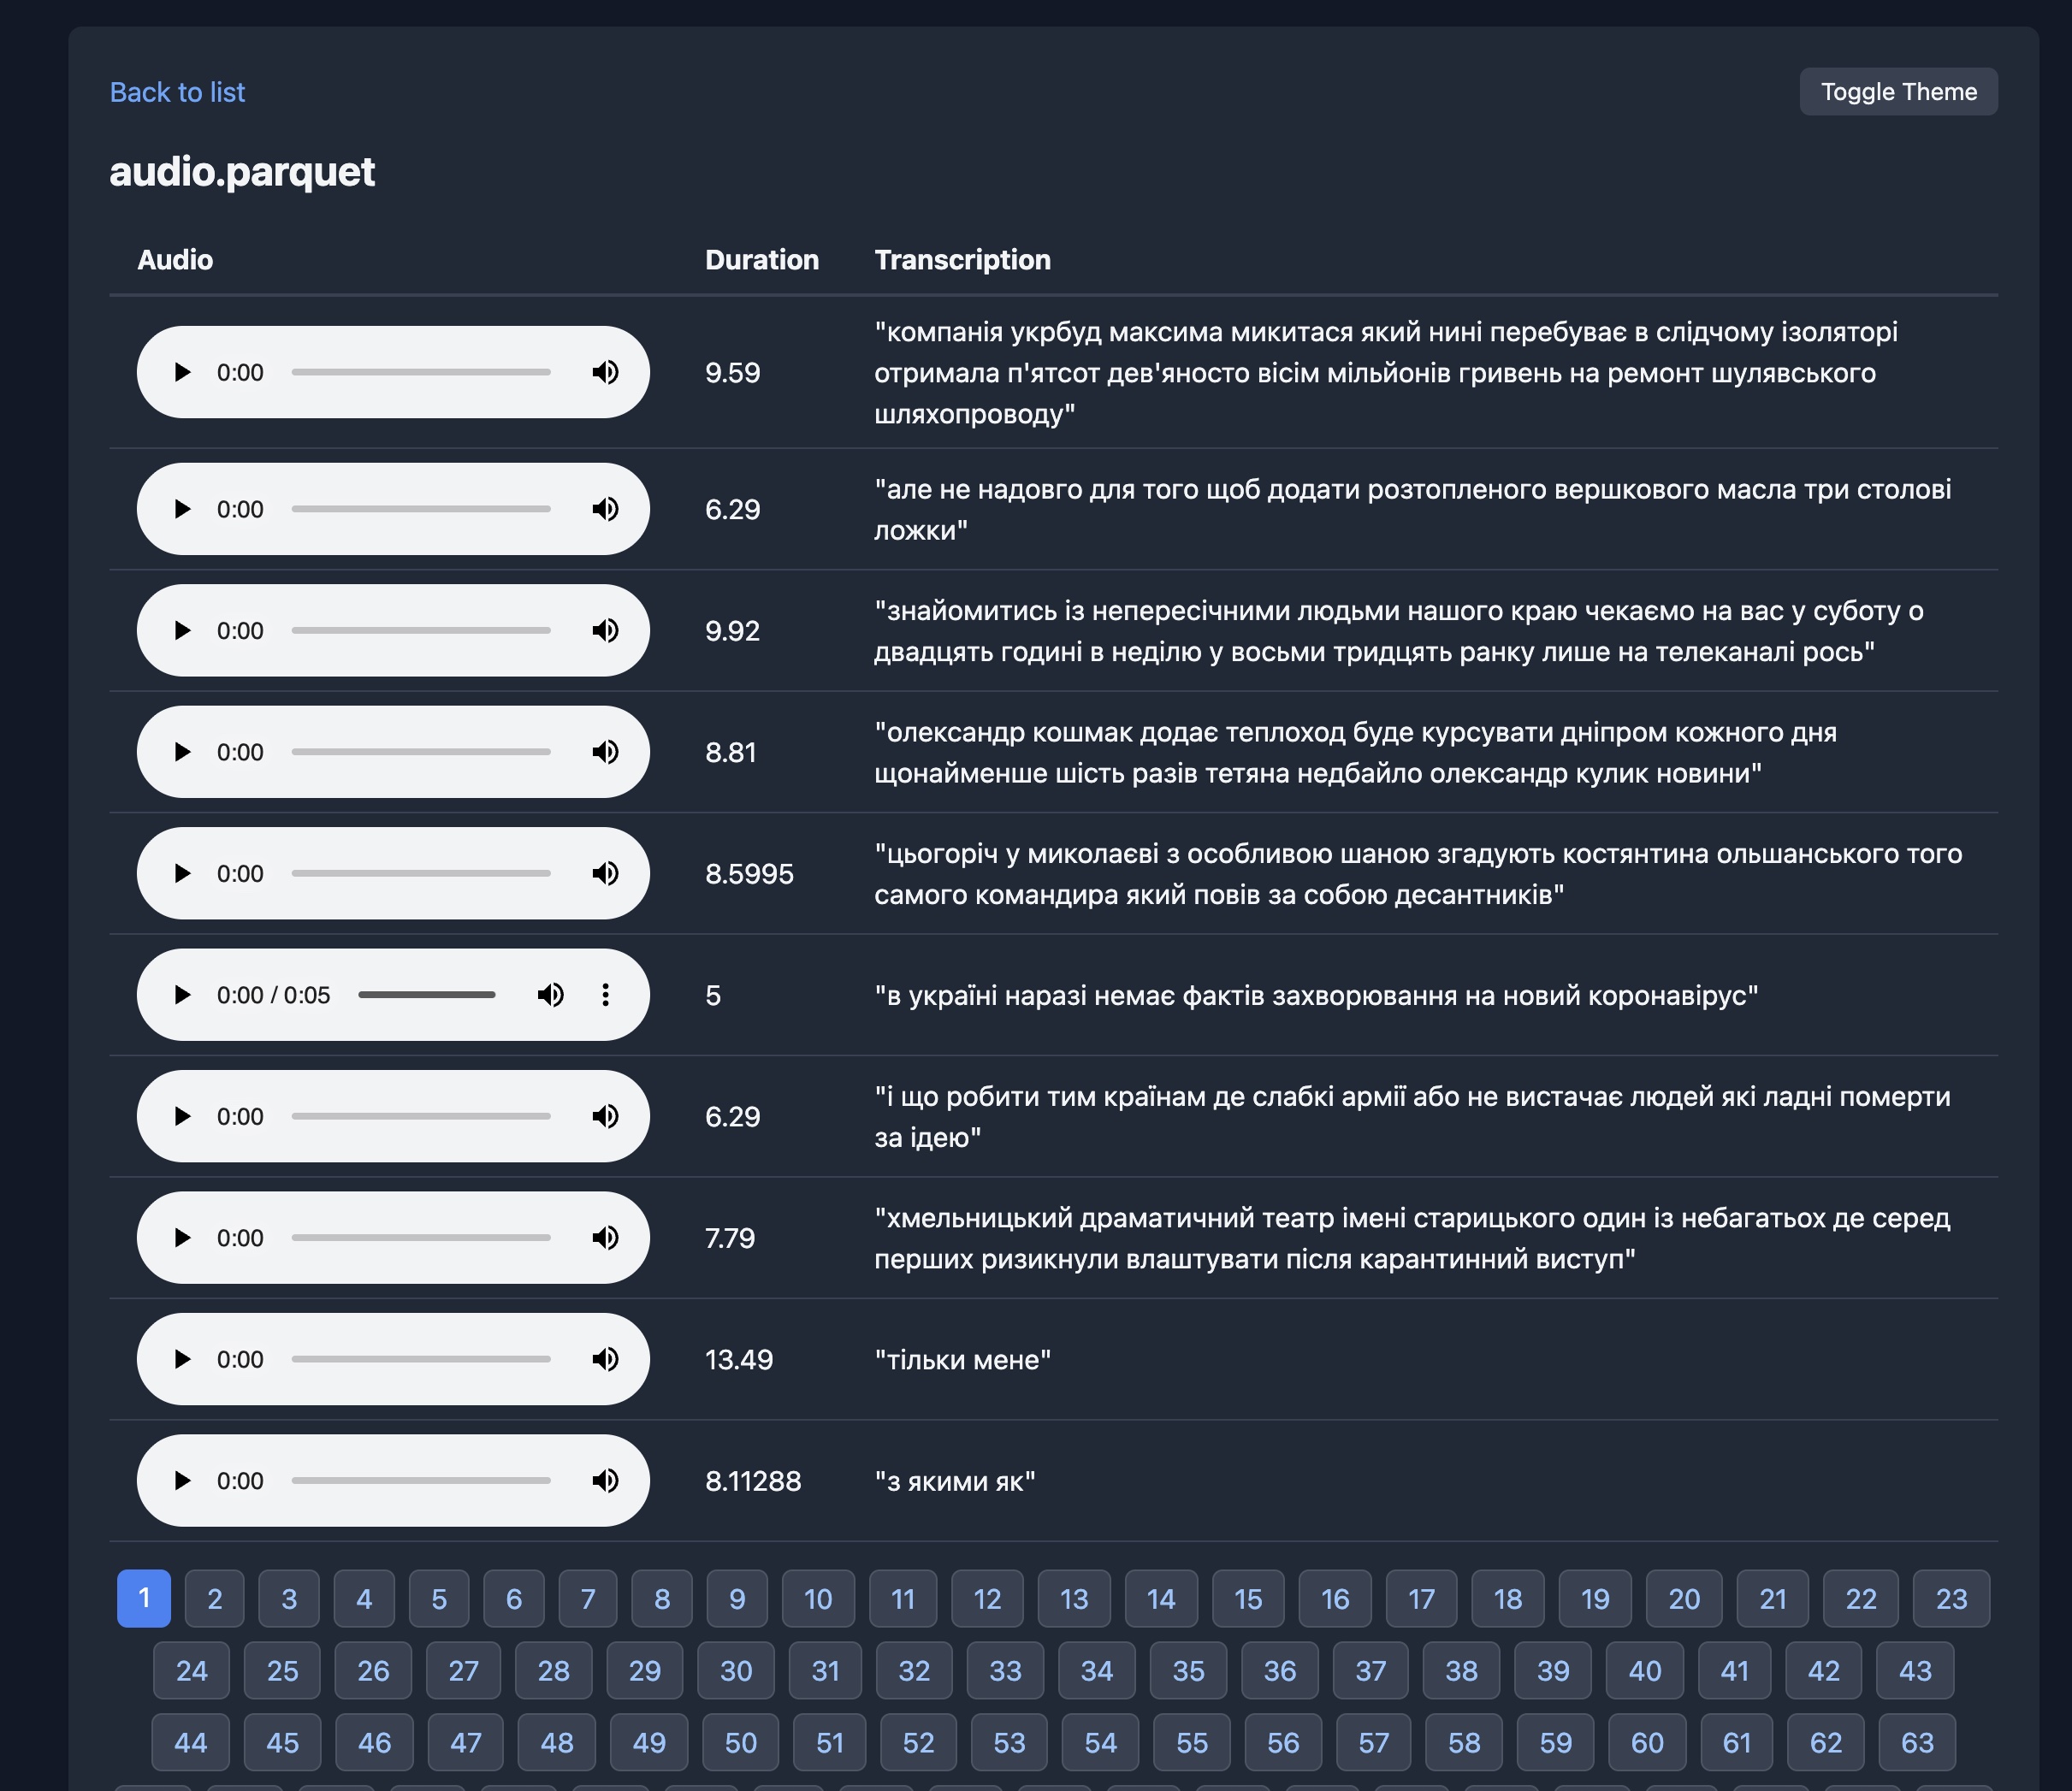 Back to list
Toggle Theme
audio.parquet
Audio Duration Transcription
0:00 9.59 "компанія укрбуд максима микитася який нині перебуває в слідчому ізоляторі
отримала п'ятсот дев'яносто вісім мільйонів гривень на ремонт шулявського
шляхопроводу"
0:00 6.29 "але не надовго для того щоб додати розтопленого вершкового масла три столові
ложки"
0:00 9.92 "знайомитись із непересічними людьми нашого краю чекаємо на вас у суботу о
двадцять годині в неділю у восьми тридцять ранку лише на телеканалі рось"
0:00 8.81 "олександр кошмак додає теплоход буде курсувати дніпром кожного дня
щонайменше шість разів тетяна недбайло олександр кулик новини"
0:00 8.5995 "цьогоріч у миколаєві з особливою шаною згадують костянтина ольшанського того
самого командира який повів за собою десантників"
0:00 / 0:05 5 "в україні наразі немає фактів захворювання на новий коронавірус"
0:00 6.29 "і що робити тим країнам де слабкі армії або не вистачає людей які ладні померти
за ідею"
0:00 7.79 "хмельницький драматичний театр імені старицького один із небагатьох де серед
перших ризикнули влаштувати після карантинний виступ"
0:00 13.49 "тільки мене"
0:00 8.11288 "з якими як"
1 2 3 4 5 6 7 8 9 10 11 12 13 14 15 16 17 18 19 20 21 22 23
24 25 26 27 28 29 30 31 32 33 34 35 36 37 38 39 40 41 42 43
44 45 46 47 48 49 50 51 52 53 54 55 56 57 58 59 60 61 62 63